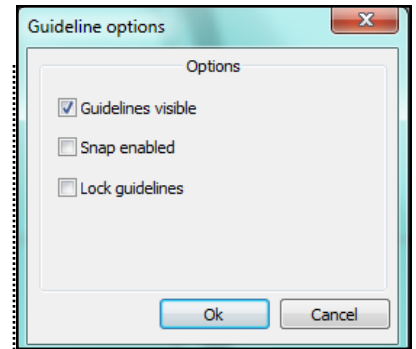 Guideline options
Options
Guidelines visible
Snap enabled
Lock guidelines
Ok Cancel